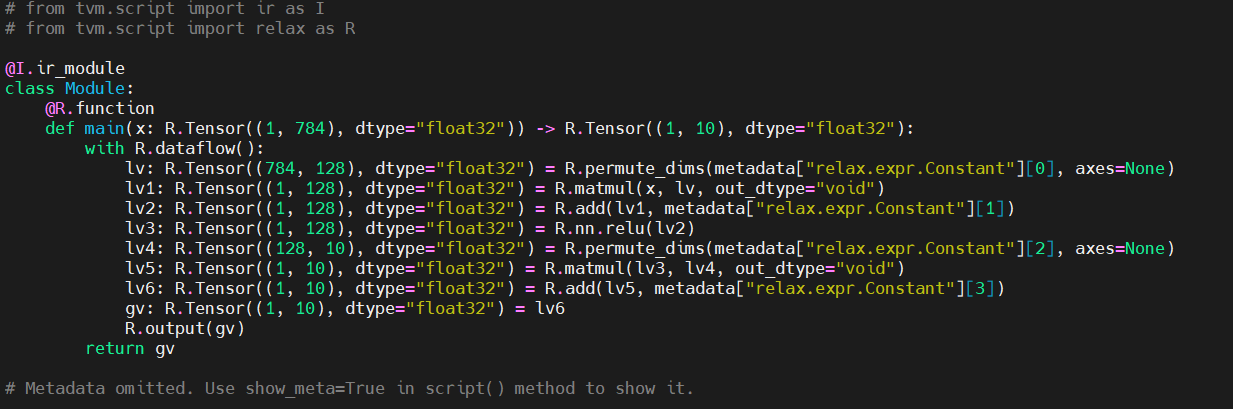 # from tvm.script import ir as I
# from tvm.script import relax as R
@I.ir_module
class Module:
    @R.function
    def main(x: R.Tensor((1, 784), dtype="float32")) -> R.Tensor((1, 10), dtype="float32"):
        with R.dataflow():
            lv: R.Tensor((784, 128), dtype="float32") = R.permute_dims(metadata["relax.expr.Constant"][0], axes=None)
            lv1: R.Tensor((1, 128), dtype="float32") = R.matmul(x, lv, out_dtype="void")
            lv2: R.Tensor((1, 128), dtype="float32") = R.add(lv1, metadata["relax.expr.Constant"][1])
            lv3: R.Tensor((1, 128), dtype="float32") = R.nn.relu(lv2)
            lv4: R.Tensor((128, 10), dtype="float32") = R.permute_dims(metadata["relax.expr.Constant"][2], axes=None)
            lv5: R.Tensor((1, 10), dtype="float32") = R.matmul(lv3, lv4, out_dtype="void")
            lv6: R.Tensor((1, 10), dtype="float32") = R.add(lv5, metadata["relax.expr.Constant"][3])
            gv: R.Tensor((1, 10), dtype="float32") = lv6
            R.output(gv)
        return gv
# Metadata omitted. Use show_meta=True in script() method to show it.